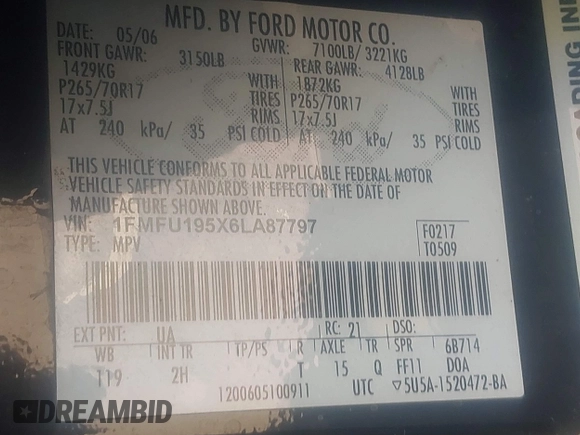 MFD. BY FORD MOTOR CO.
DATE: 05/06 GVWR: 7100LB/ 3221KG
FRONT GAWR: 3150LB REAR GAWR: 4128LB
1429KG WITH 1872KG WITH
P265/70R17 TIRES P265/70R17 TIRES
17x7.5J RIMS 17x7.5J RIMS
AT 240 kPa/ 35 PSI COLD AT 240 kPa/ 35 PSI COLD
THIS VEHICLE CONFORMS TO ALL APPLICABLE FEDERAL MOTOR
VEHICLE SAFETY STANDARDS IN EFFECT ON THE DATE OF
MANUFACTURE SHOWN ABOVE.
VIN: 1FMFU195X6LA87797 F0217
TYPE: MPV T0509
EXT PNT: UA RC: 21 DSO:
WB INT TR TP/PS R AXLE TR SPR 6B714
119 2H T 15 Q FF11 DOA
1200605100911 UTC ▽5U5A-1520472-BA
DREAMBID